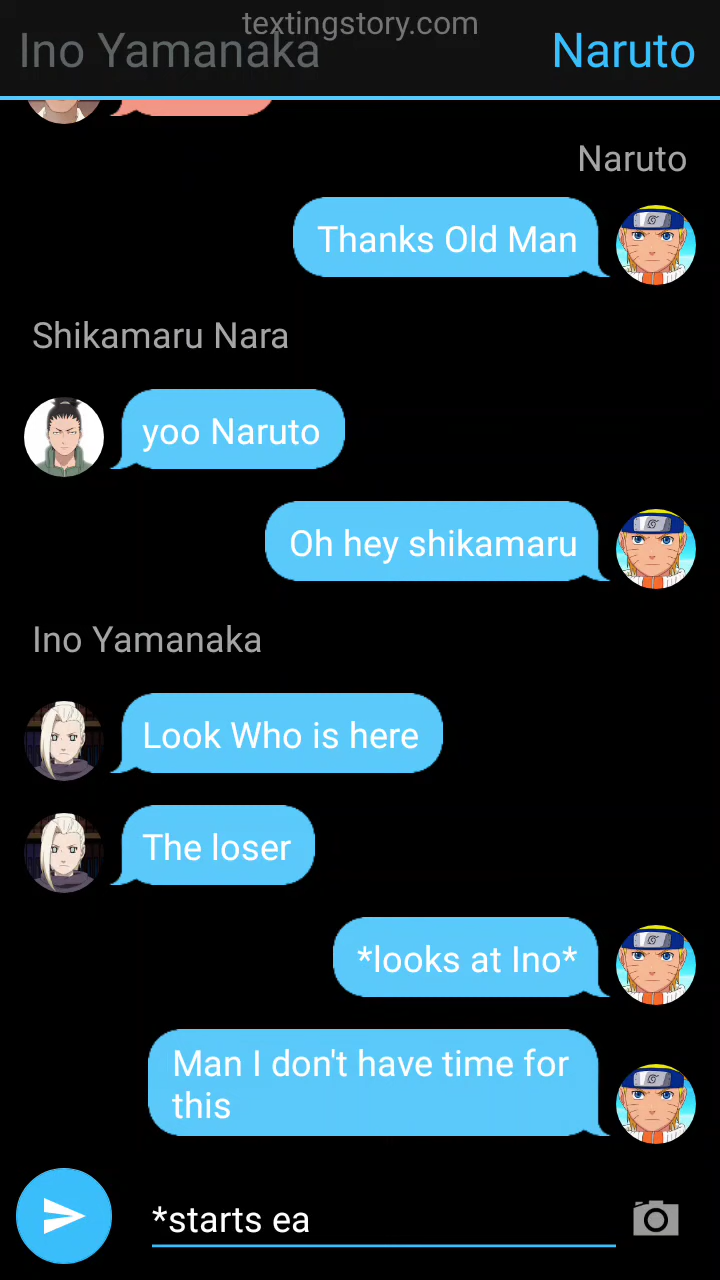 textingstory.com
Ino Yamanaka
Naruto
Naruto
Thanks Old Man
Shikamaru Nara
yoo Naruto
Oh hey shikamaru
Ino Yamanaka
Look Who is here
The loser
*looks at Ino*
Man I don't have time for
this
*starts ea